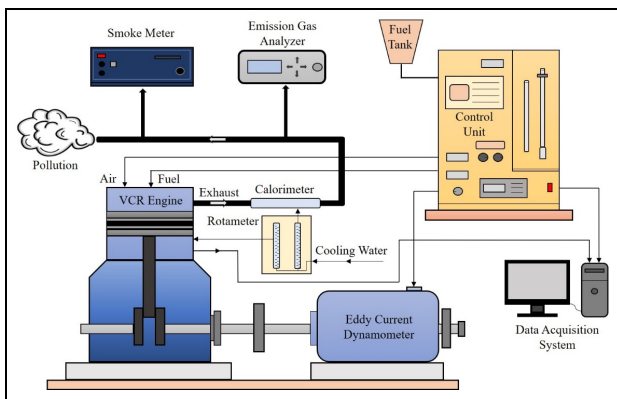 Smoke Meter
Emission Gas
Analyzer
Fuel
Tank
Control
Unit
Pollution
Air
Fuel
VCR Engine
Exhaust
Calorimeter
Rotameter
Cooling Water
Eddy Current
Dynamometer
Data Acquisition
System